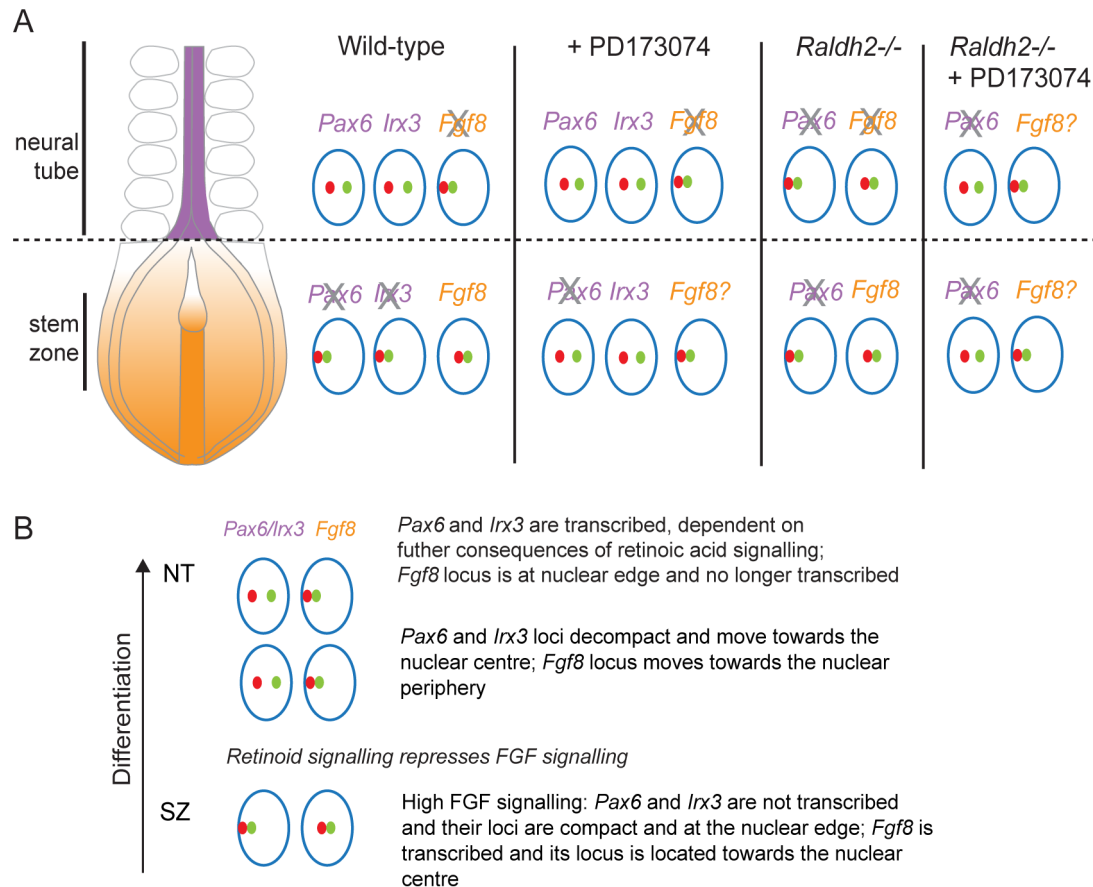 A
Wild-type
+ PD173074
Raldh2-/-
Raldh2-/-
+ PD173074
neural
tube
Pax6 Irx3 Fgf8
Pax6 Irx3 Fgf8
Pax6 Fgf8
Pax6 Fgf8?
stem
zone
Pax6 Irx3 Fgf8
Pax6 Irx3 Fgf8?
Pax6 Fgf8
Pax6 Fgf8?
B
Differentiation
NT
SZ
Pax6/Irx3 Fgf8
Pax6 and Irx3 are transcribed, dependent on
futher consequences of retinoic acid signalling;
Fgf8 locus is at nuclear edge and no longer transcribed
Pax6 and Irx3 loci decompact and move towards the
nuclear centre; Fgf8 locus moves towards the nuclear
periphery
Retinoid signalling represses FGF signalling
High FGF signalling: Pax6 and Irx3 are not transcribed
and their loci are compact and at the nuclear edge; Fgf8 is
transcribed and its locus is located towards the nuclear
centre